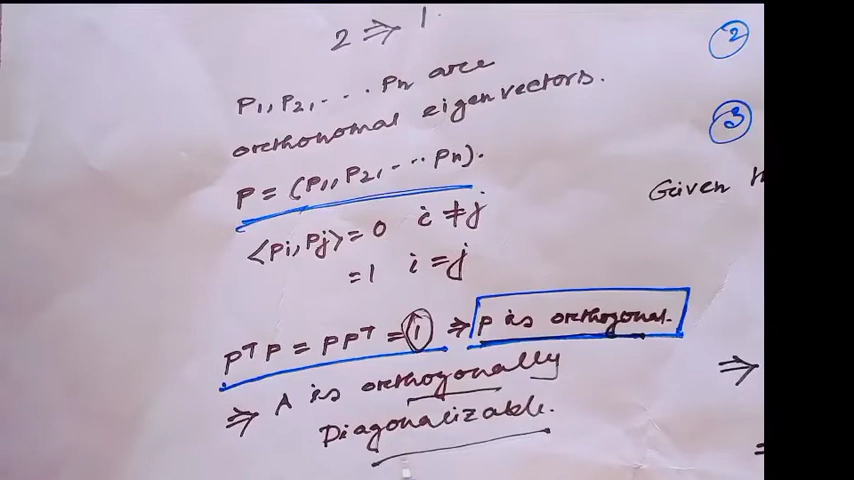 2 ⇒ 1.
P1, P2, ... Pn are
orthonomal eigenvectors.
P = (P1, P2, ... Pn).
<Pi, Pj> = 0 i ≠ j
= 1 i = j
PᵀP = PPᵀ = I ⇒ P is orthogonal.
⇒ A is orthogonally
Diagonalizable.
2
3
Given
⇒
=